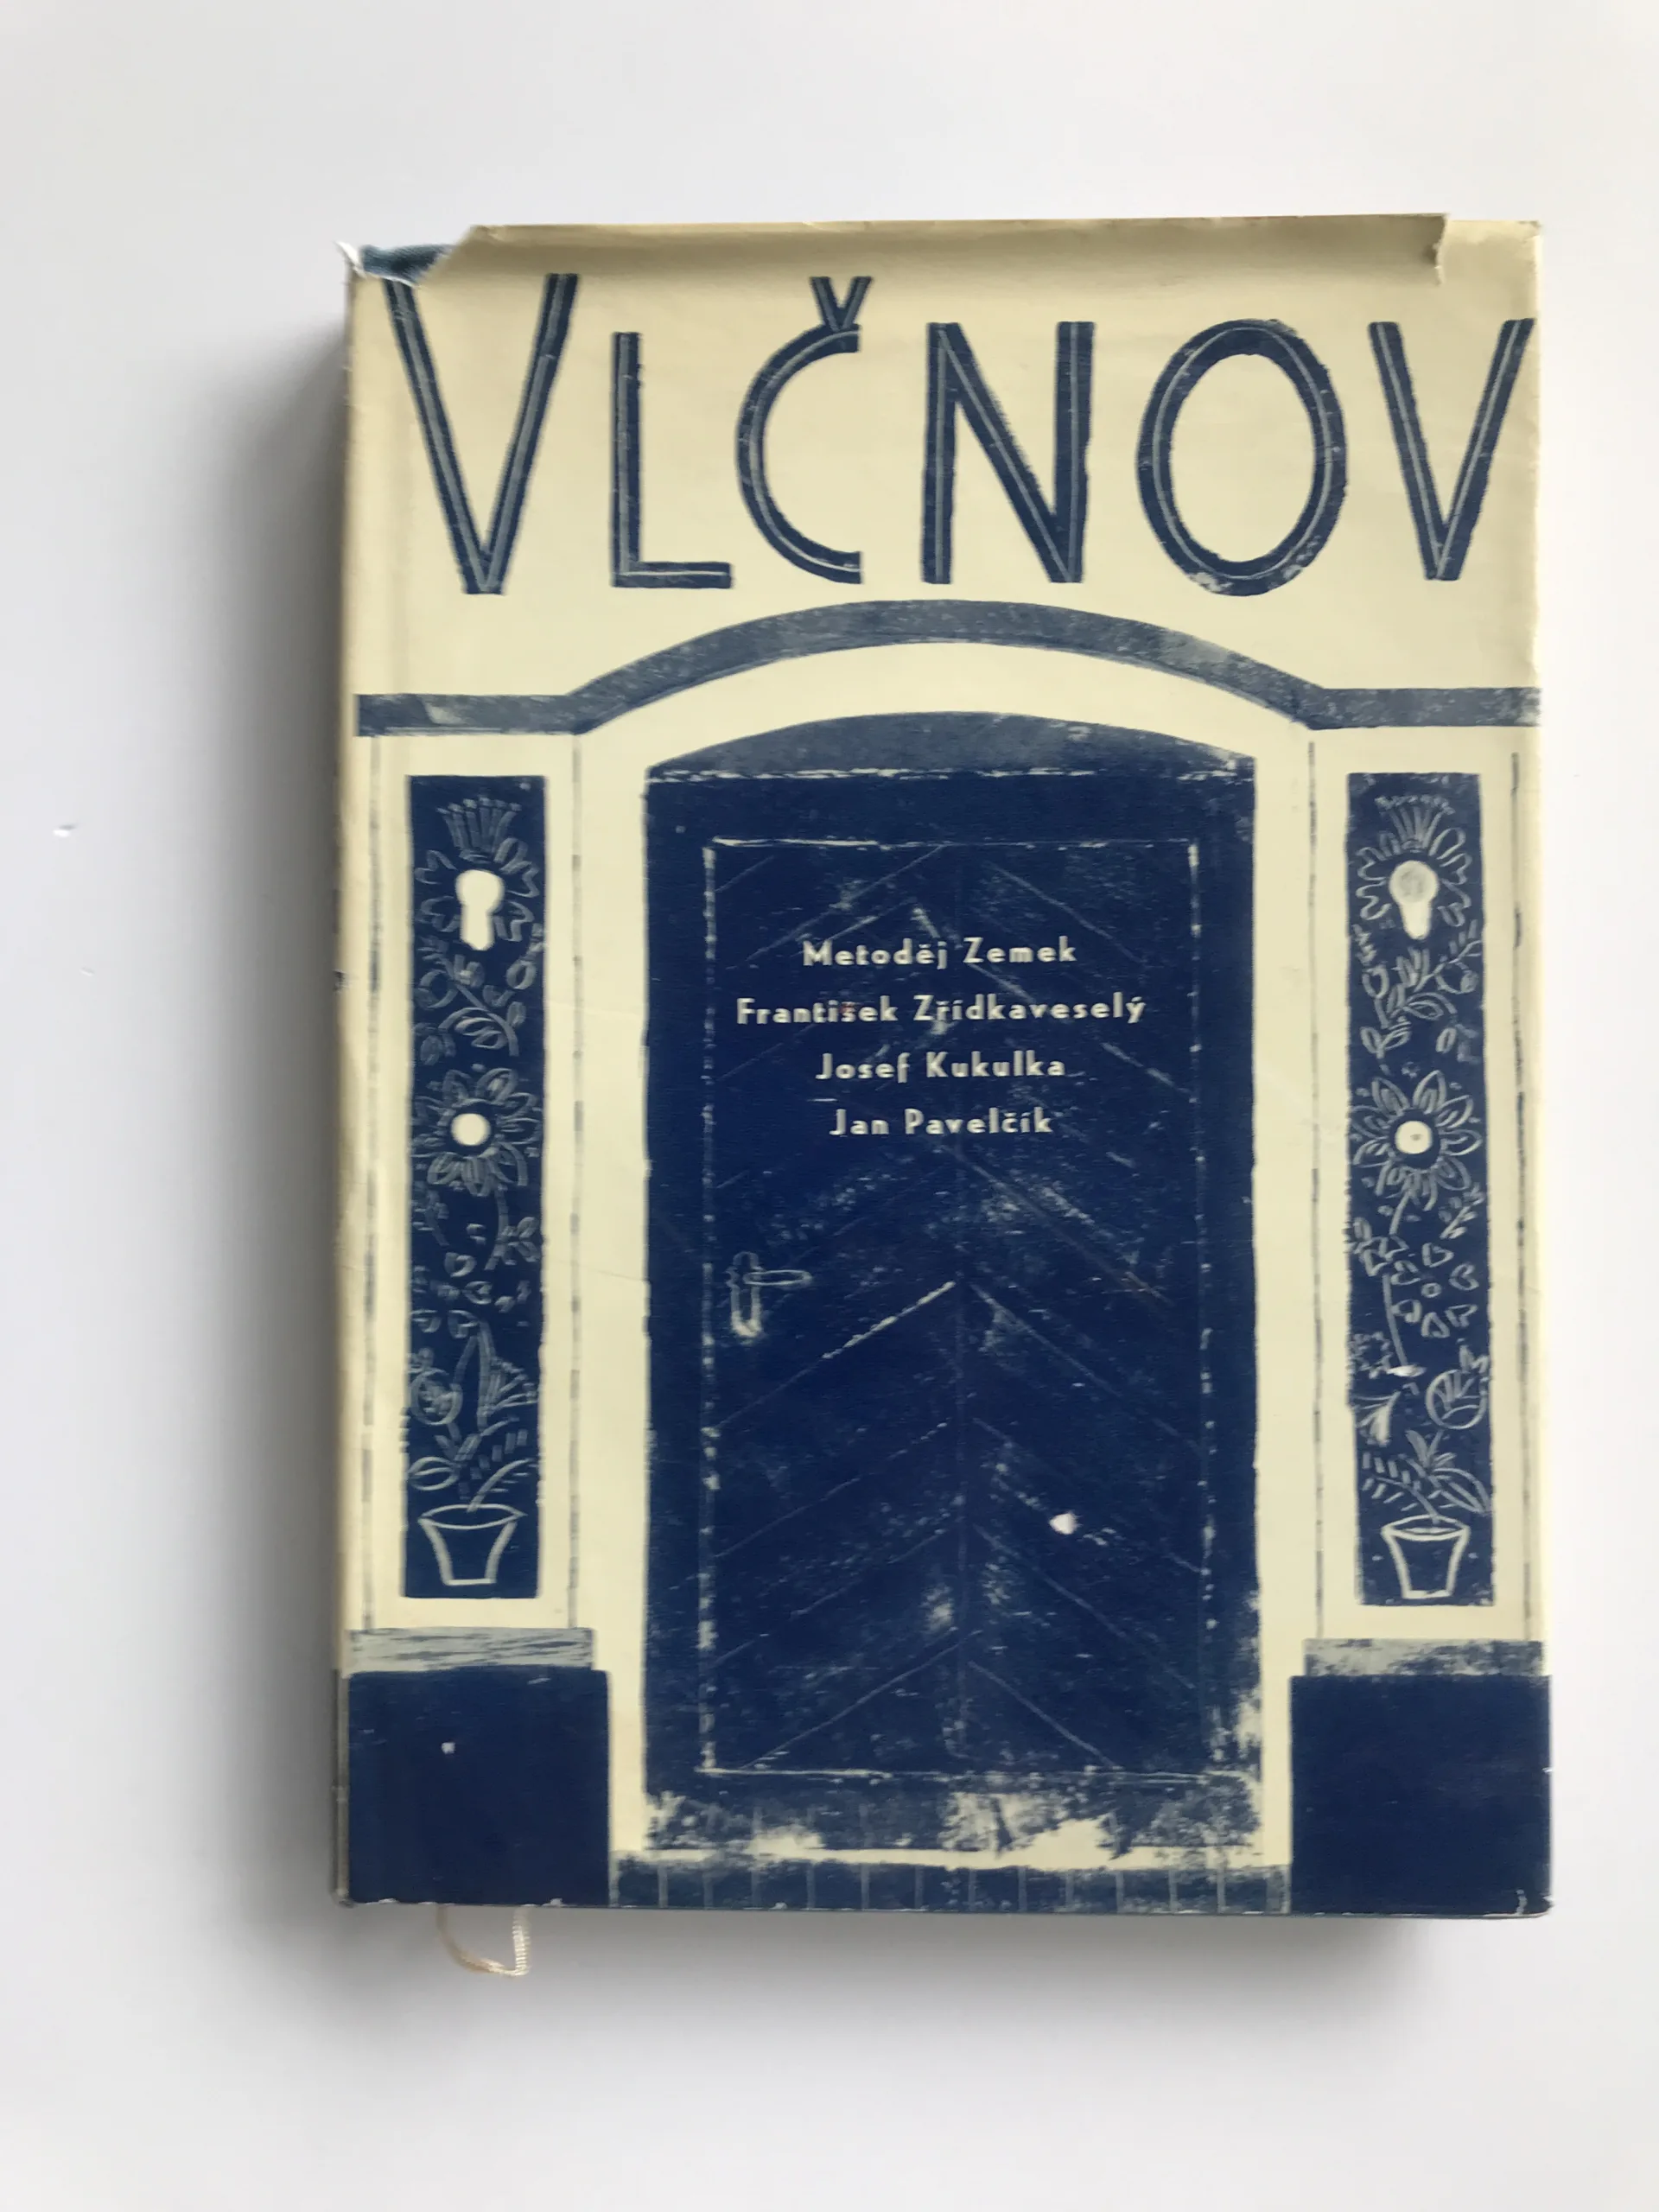 VLČNOV
Metoděj Zemek
František Zřídkaveselý
Josef Kukulka
Jan Pavelčík